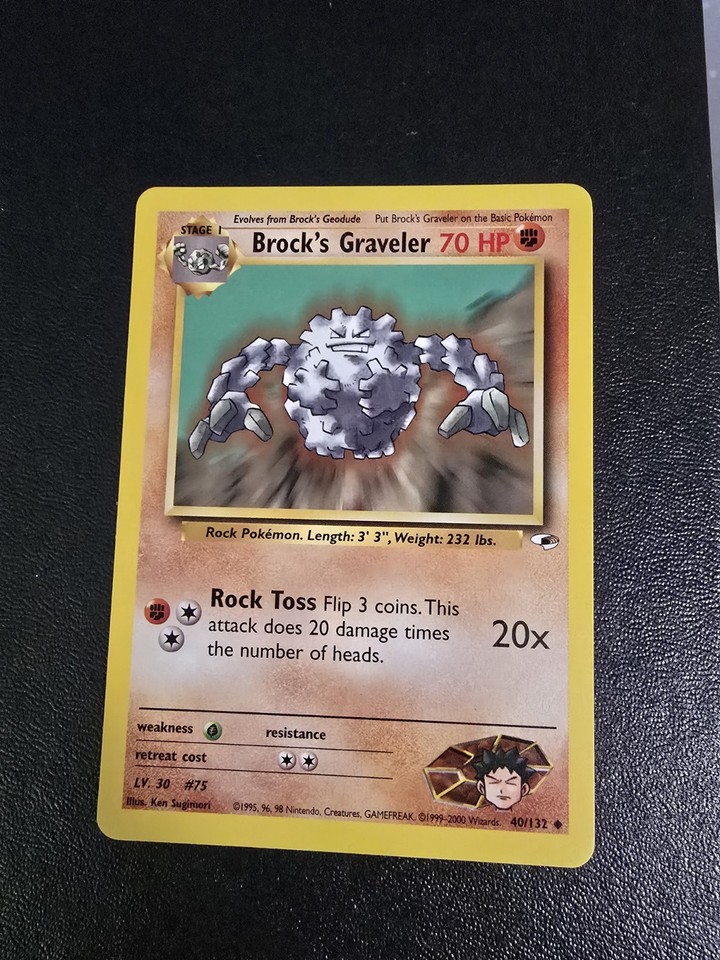 Evolves from Brock's Geodude Put Brock's Graveler on the Basic Pokémon
STAGE 1
Brock's Graveler 70 HP
Rock Pokémon. Length: 3' 3", Weight: 232 lbs.
Rock Toss Flip 3 coins. This
attack does 20 damage times
the number of heads.
20x
weakness
resistance
retreat cost
LV. 30 #75
Illus. Ken Sugimori
©1995, 96, 98 Nintendo, Creatures, GAMEFREAK. ©1999-2000 Wizards. 40/132